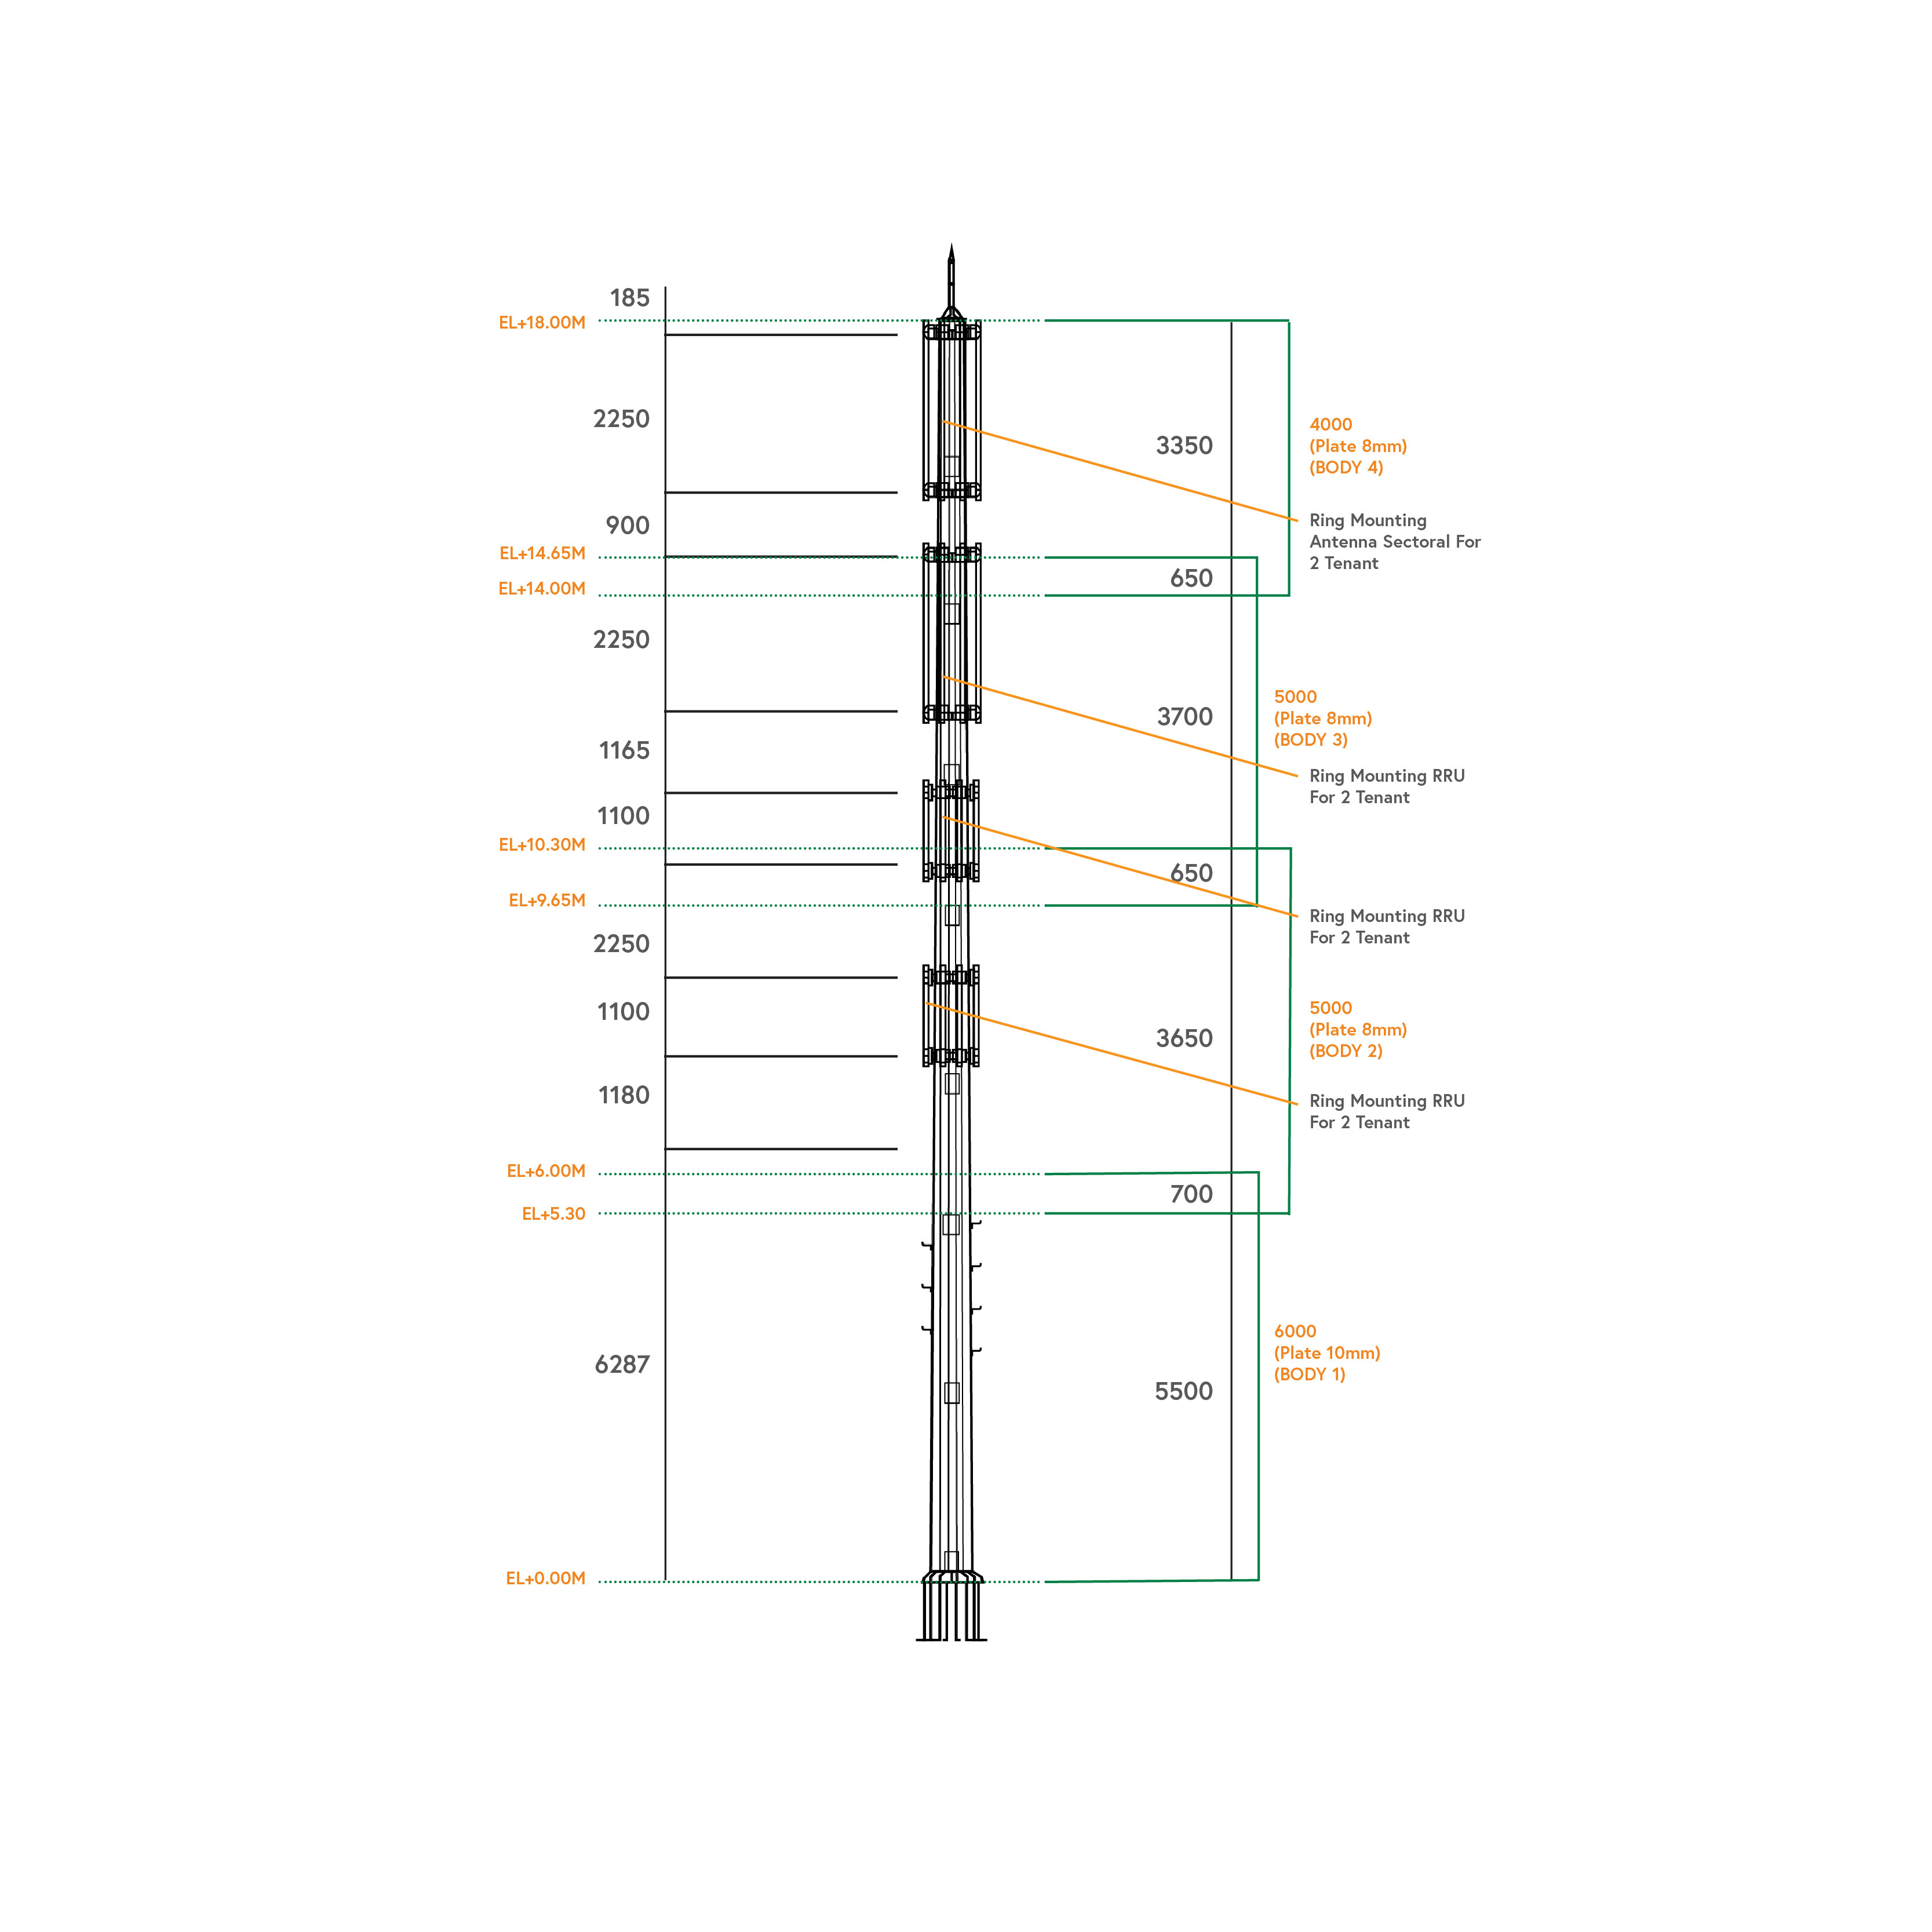 185
EL+18.00M
2250
900
EL+14.65M
EL+14.00M
2250
1165
1100
EL+10.30M
EL+9.65M
2250
1100
1180
EL+6.00M
EL+5.30
6287
EL+0.00M
3350
650
3700
650
3650
700
5500
4000
(Plate 8mm)
(BODY 4)
Ring Mounting
Antenna Sectoral For
2 Tenant
5000
(Plate 8mm)
(BODY 3)
Ring Mounting RRU
For 2 Tenant
Ring Mounting RRU
For 2 Tenant
5000
(Plate 8mm)
(BODY 2)
Ring Mounting RRU
For 2 Tenant
6000
(Plate 10mm)
(BODY 1)